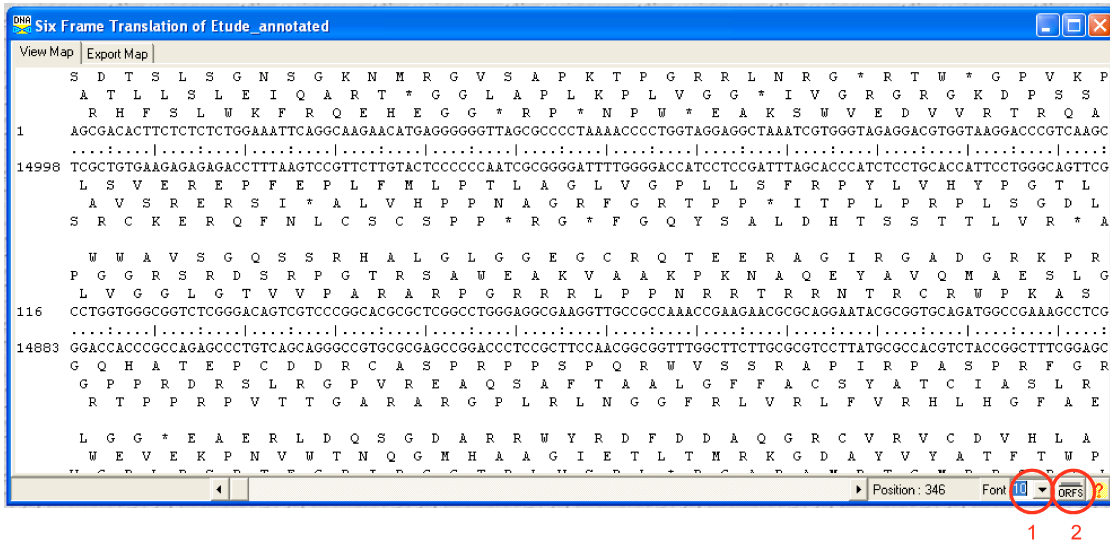 DNA Six Frame Translation of Etude_annotated
View Map Export Map
S D T S L S G N S G K N M R G V S A P K T P G R R L N R G * R T W * G P V K P
A T L L S L E I Q A R T * G G L A P L K P L V G G * I V G R G R G K D P S S
R H F S L W K F R Q E H E G G * R P * N P W * E A K S W V E D V V R T R Q A
1 AGCGACACTTCTCTCTCTGGAAATTCAGGCAAGAACATGAGGGGGGTTAGCGCCCCTAAAACCCCTGGTAGGAGGCTAAATCGTGGGTAGAGGACGTGGTAAGGACCCGTCAAGC
....:....|....:....|....:....|....:....|....:....|....:....|....:....|....:....|....:....|....:....|....:....|....:
14998 TCGCTGTGAAGAGAGAGACCTTTAAGTCCGTTCTTGTACTCCCCCCAATCGCGGGGATTTTGGGGACCATCCTCCGATTTAGCACCCATCTCCTGCACCATTCCTGGGCAGTTCG
L S V E R E P F E P L F M L P T L A G L V G P L L S F R P Y L V H Y P G T L
A V S R E R S I * A L V H P P N A G R F G R T P P * I T P L P R P L S G D L
S R C K E R Q F N L C S C S P P * R G * F G Q Y S A L D H T S S T T L V R * A
W W A V S G Q S S R H A L G L G G E G C R Q T E E R A G I R G A D G R K P R
P G G R S R D S R P G T R S A W E A K V A A K P K N A Q E Y A V Q M A E S L G
L V G G L G T V V P A R A R P G R R R L P P N R R T R R N T R C R W P K A S
116 CCTGGTGGGCGGTCTCGGGACAGTCGTCCCGGCACGCGCTCGGCCTGGGAGGCGAAGGTTGCCGCCAAACCGAAGAACGCGCAGGAATACGCGGTGCAGATGGCCGAAAGCCTCG
....:....|....:....|....:....|....:....|....:....|....:....|....:....|....:....|....:....|....:....|....:....|....:
14883 GGACCACCCGCCAGAGCCCTGTCAGCAGGGCCGTGCGCGAGCCGGACCCTCCGCTTCCAACGGCGGTTTGGCTTCTTGCGCGTCCTTATGCGCCACGTCTACCGGCTTTCGGAGC
G Q H A T E P C D D R C A S P R P P S P Q R W V S S R A P I R P A S P R F G R
G P P R D R S L R G P V R E A Q S A F T A A L G F F A C S Y A T C I A S L R
R T P P R P V T T G A R A R G P L R L N G G F R L V R L F V R H L H G F A E
L G G * E A E R L D Q S G D A R R W Y R D F D D A Q G R C V R V C D V H L A
W E V E K P N V W T N Q G M H A A G I E T L T M R K G D A Y V Y A T F T W P
Position : 346 Font 10 ORFS ?
1 2